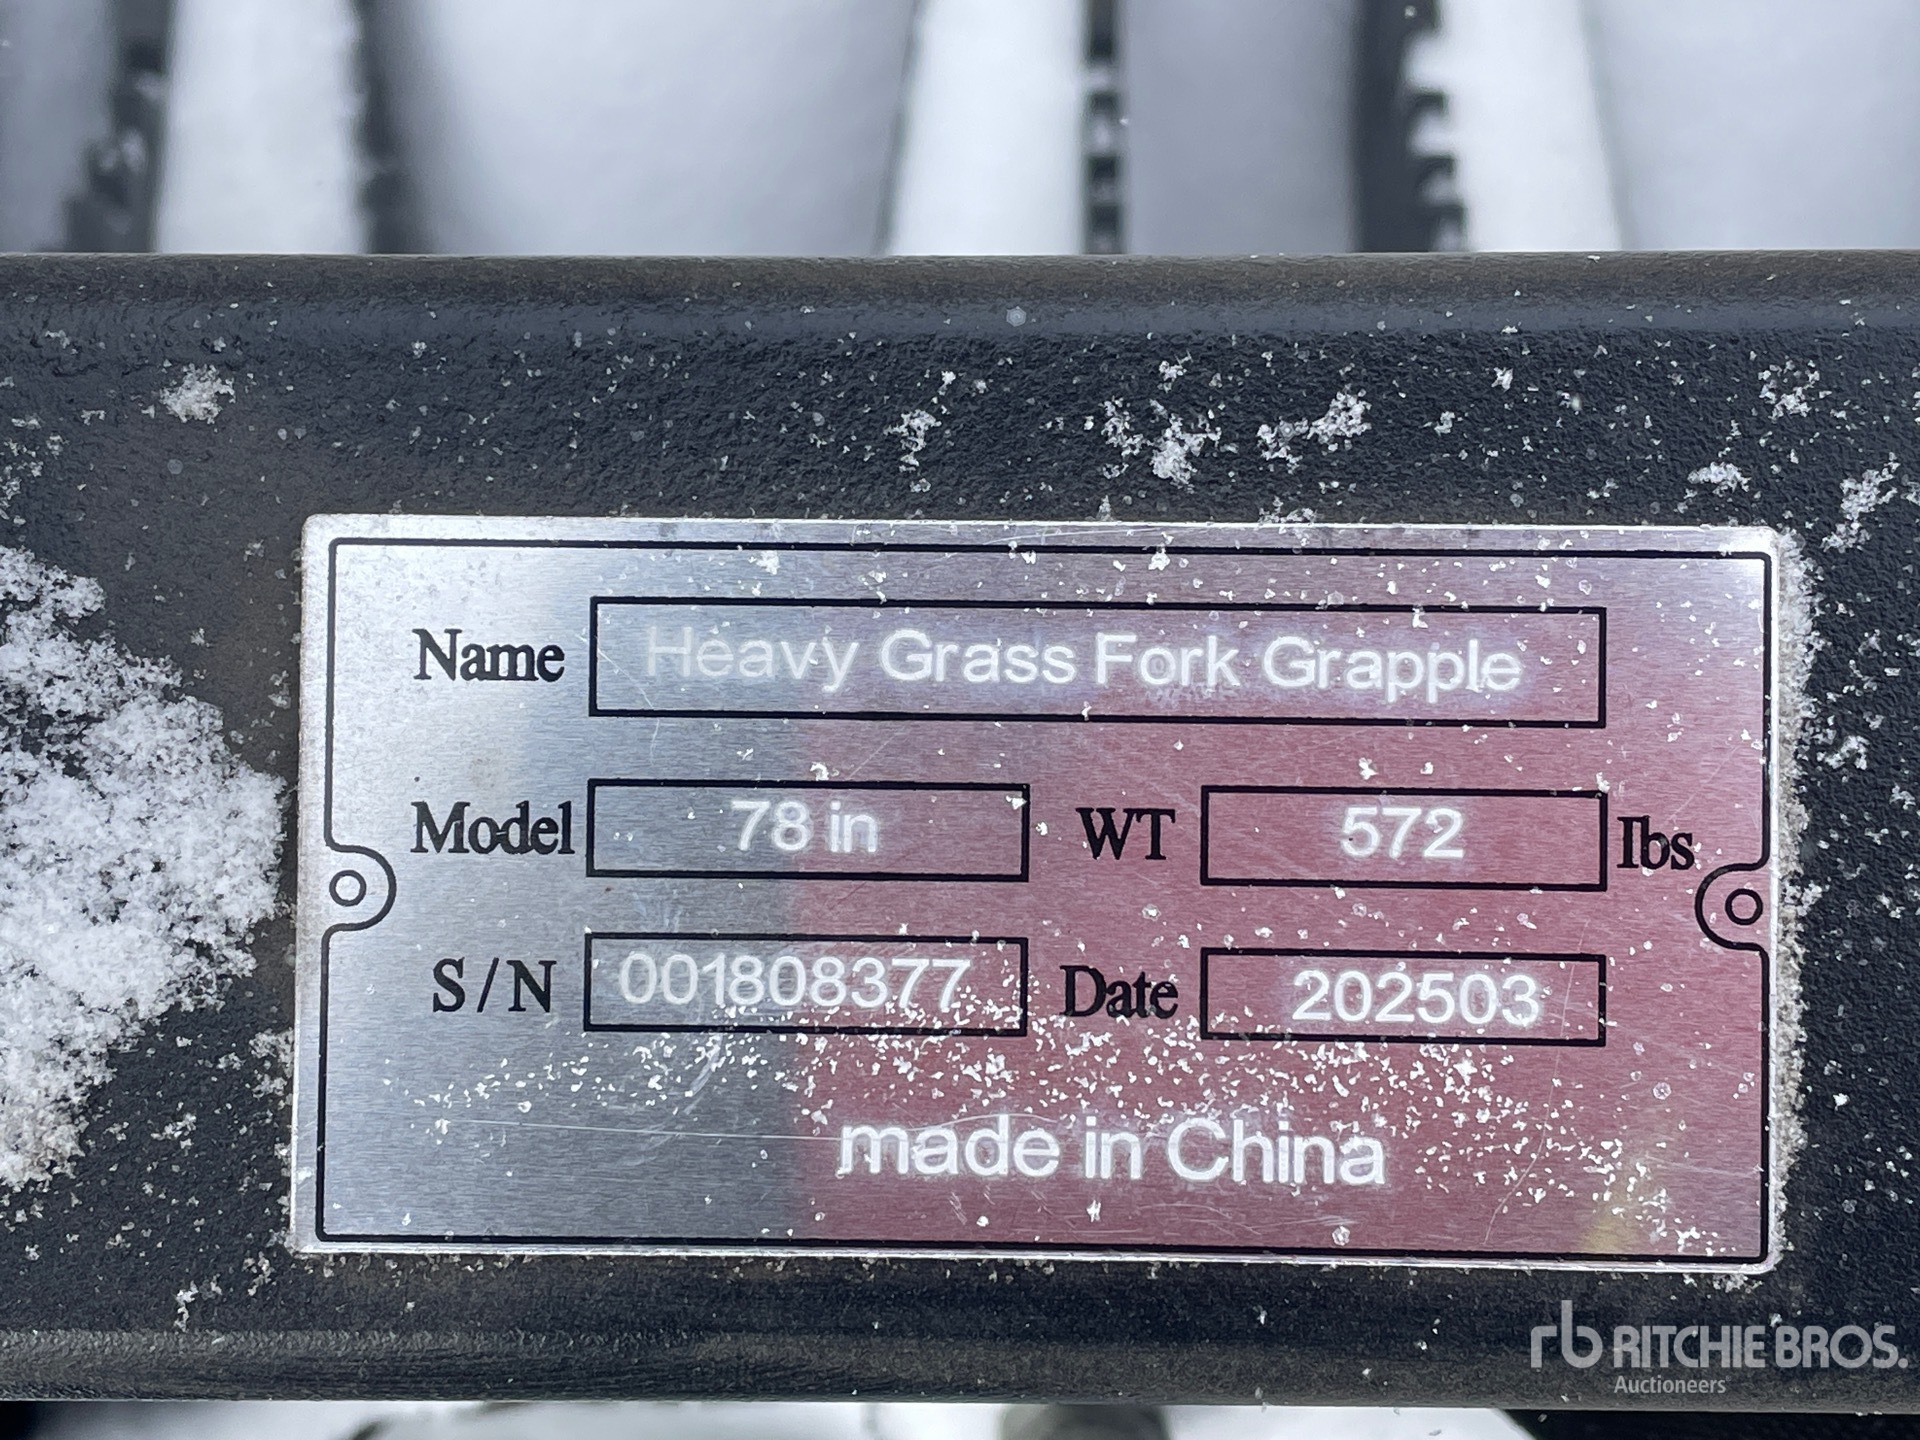 Name Heavy Grass Fork Grapple
Model 78 in WT 572 Ibs
S/N 001808377 Date 202503
made in China
rb RITCHIE BROS.
Auctioneers